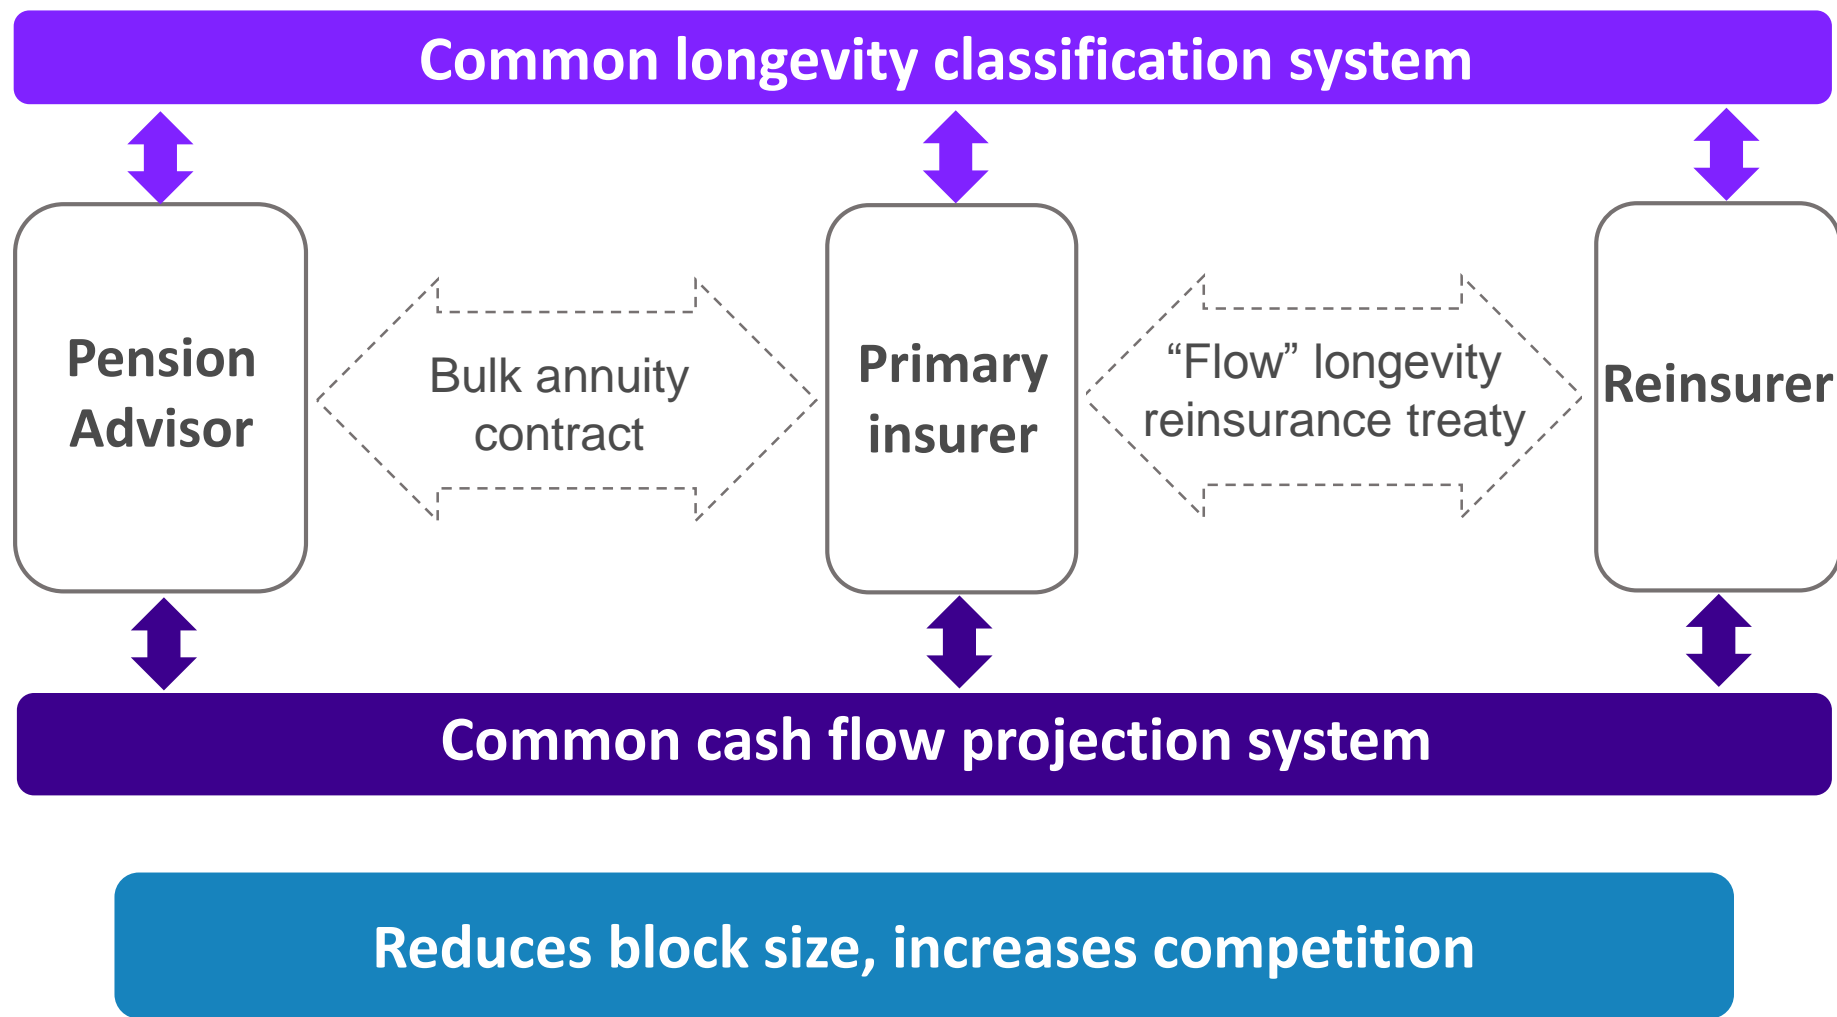 Common longevity classification system
Pension
Advisor
Bulk annuity
contract
Primary
insurer
“Flow” longevity
reinsurance treaty
Reinsurer
Common cash flow projection system
Reduces block size, increases competition